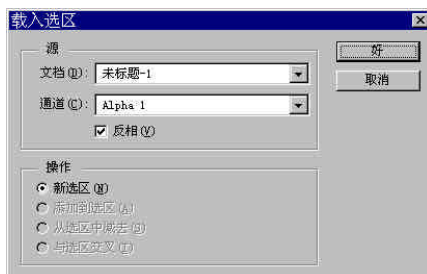 载入选区
源
文档(D): 未标题-1
通道(C): Alpha 1
反相(V)
好
取消
操作
新选区(N)
添加到选区(A)
从选区中减去(S)
与选区交叉(I)